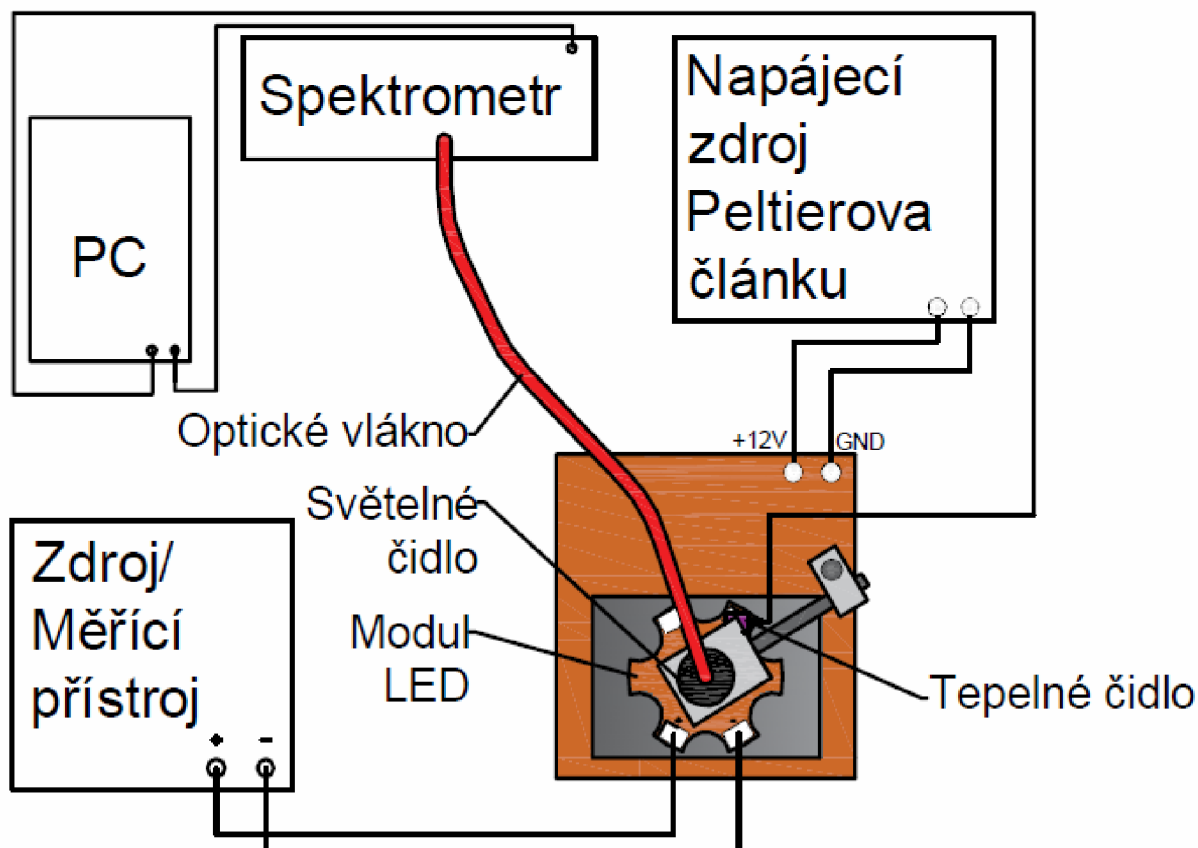 Spektrometr
Napájecí
zdroj
Peltierova
článku
PC
Optické vlákno
+12V
GND
Světelné
čidlo
Zdroj/
Měřící
přístroj
+ -
Modul
LED
+ -
Tepelné čidlo